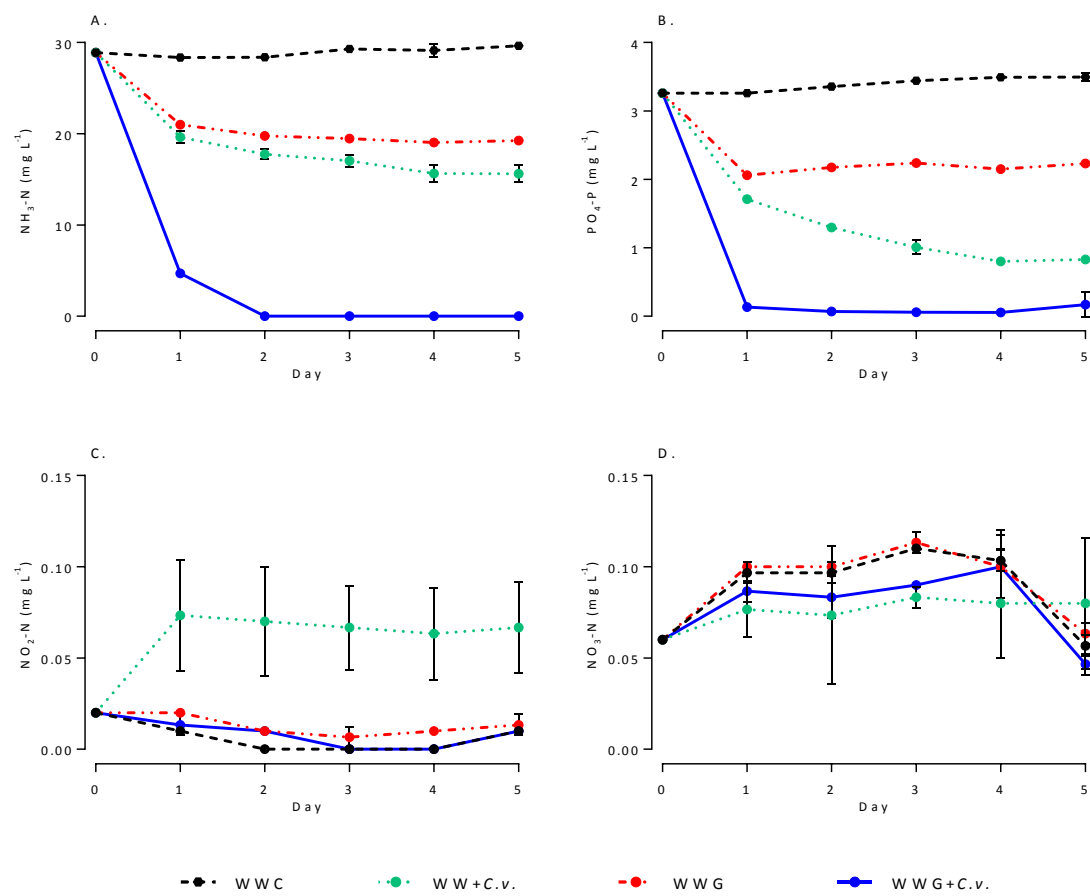 A.
30
20
10
0
NH₃-N (mg L⁻¹)
0 1 2 3 4 5
Day
B.
4
3
2
1
0
PO₄-P (mg L⁻¹)
0 1 2 3 4 5
Day
C.
0.15
0.10
0.05
0.00
NO₂-N (mg L⁻¹)
0 1 2 3 4 5
Day
D.
0.15
0.10
0.05
0.00
NO₃-N (mg L⁻¹)
0 1 2 3 4 5
Day
WWC WW+C.v. WWG WWG+C.v.